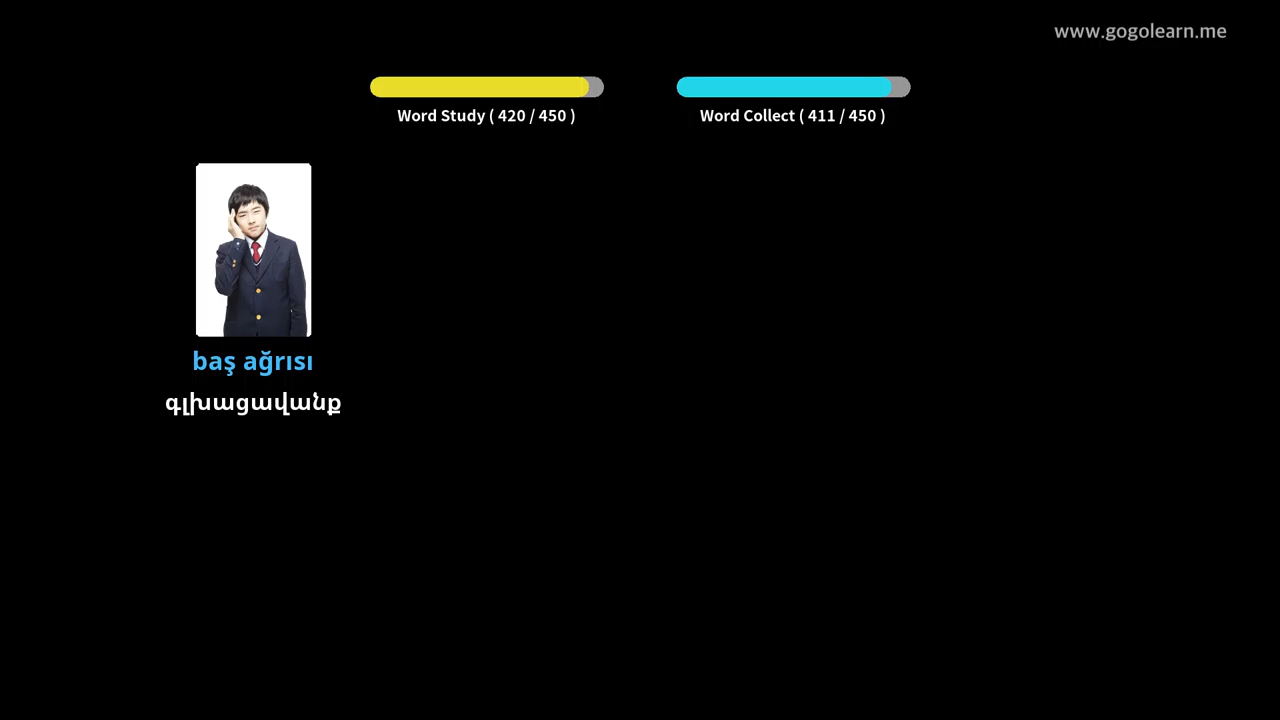 www.gogolearn.me
Word Study ( 420 / 450 )
Word Collect ( 411 / 450 )
baş ağrısı
գլխացավանք